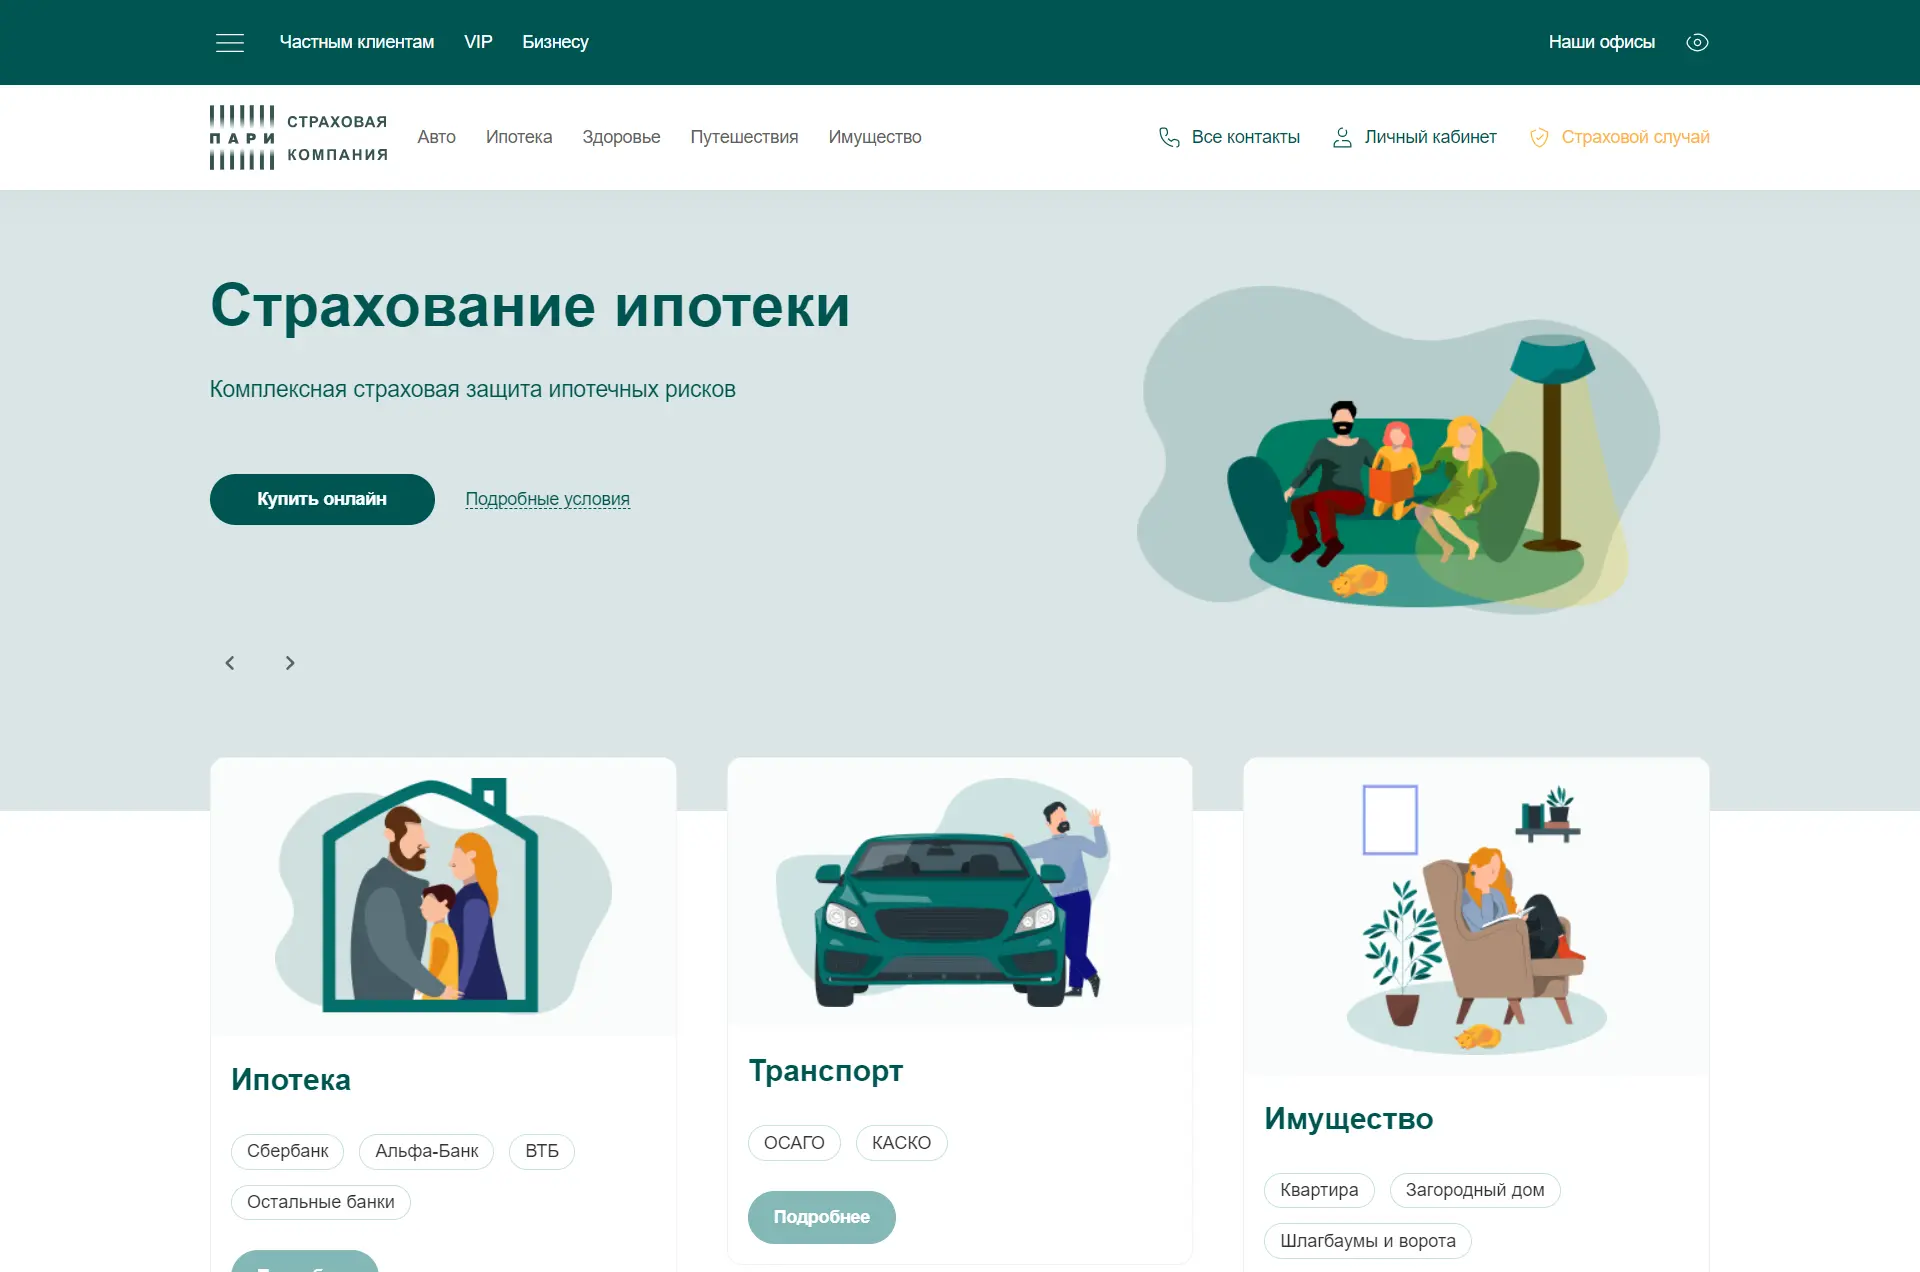 Частным клиентам VIP Бизнесу Наши офисы
СТРАХОВАЯ
ПАРИ
КОМПАНИЯ
Авто Ипотека Здоровье Путешествия Имущество Все контакты Личный кабинет Страховой случай
Страхование ипотеки
Комплексная страховая защита ипотечных рисков
Купить онлайн Подробные условия
Ипотека
Сбербанк Альфа-Банк ВТБ
Остальные банки
Транспорт
ОСАГО КАСКО
Подробнее
Имущество
Квартира Загородный дом
Шлагбаумы и ворота